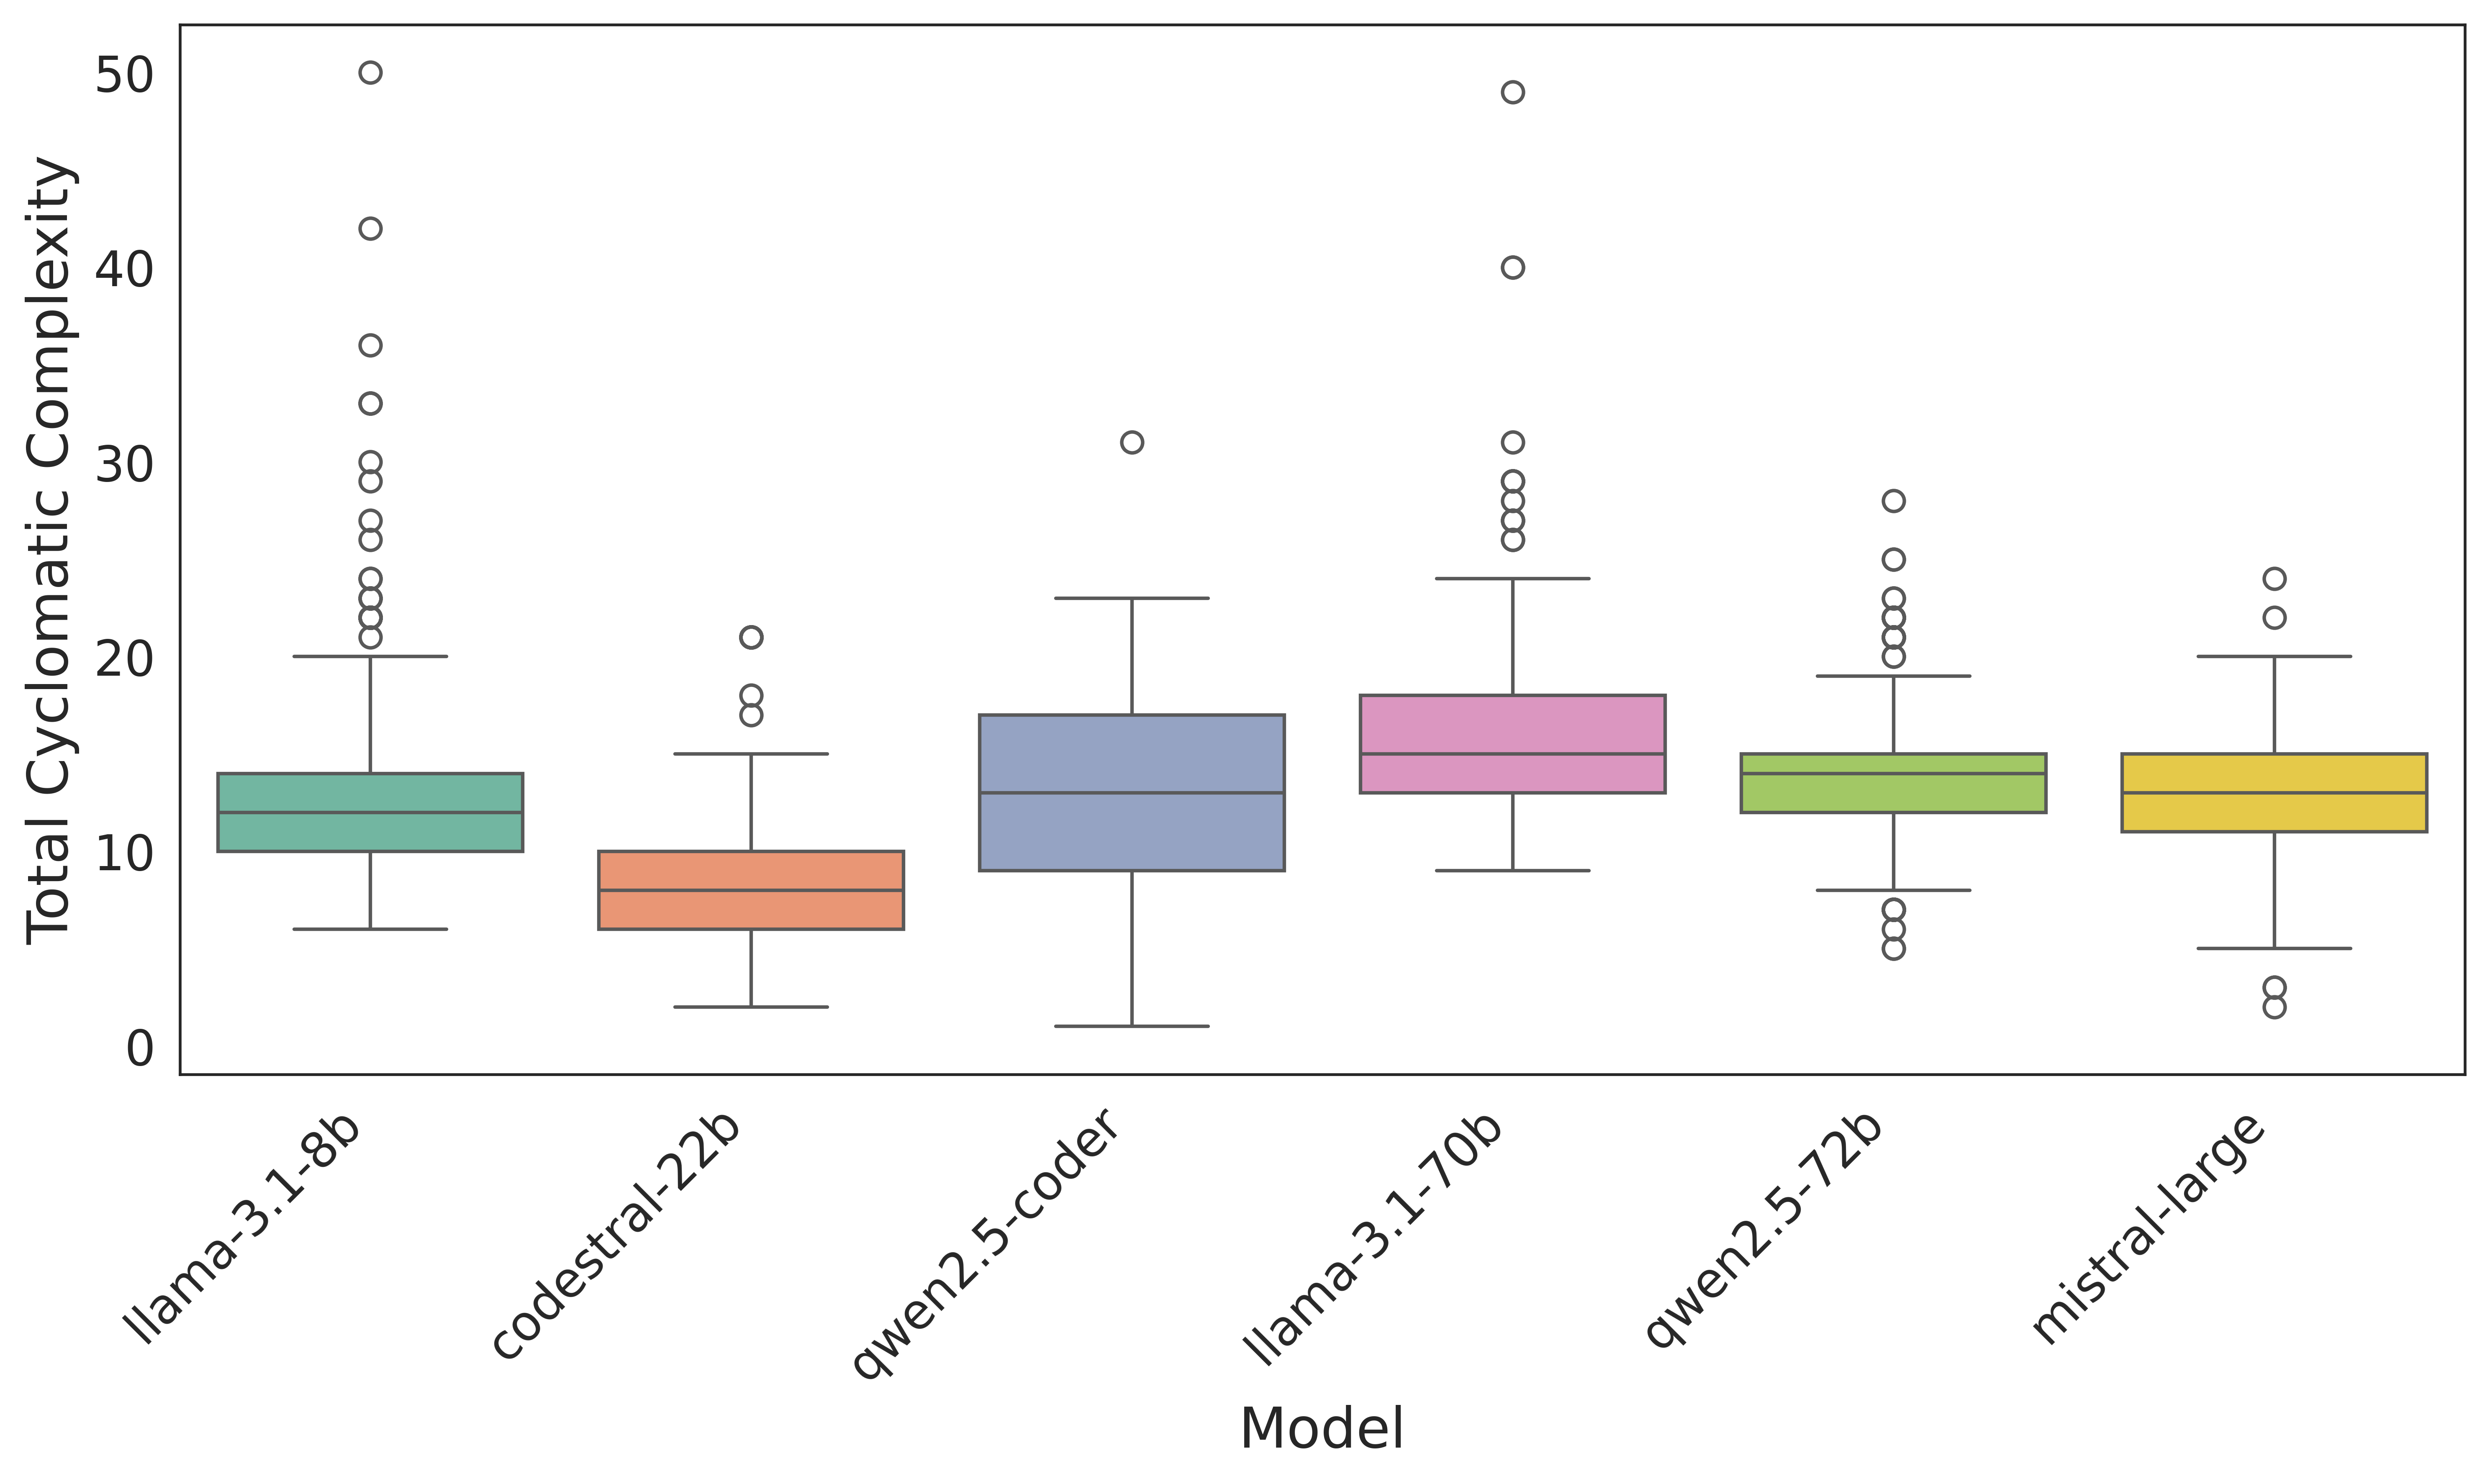 Total Cyclomatic Complexity
50
40
30
20
10
0
llama-3.1-8b
codestral-22b
qwen2.5-coder
llama-3.1-70b
qwen2.5-72b
mistral-large
Model